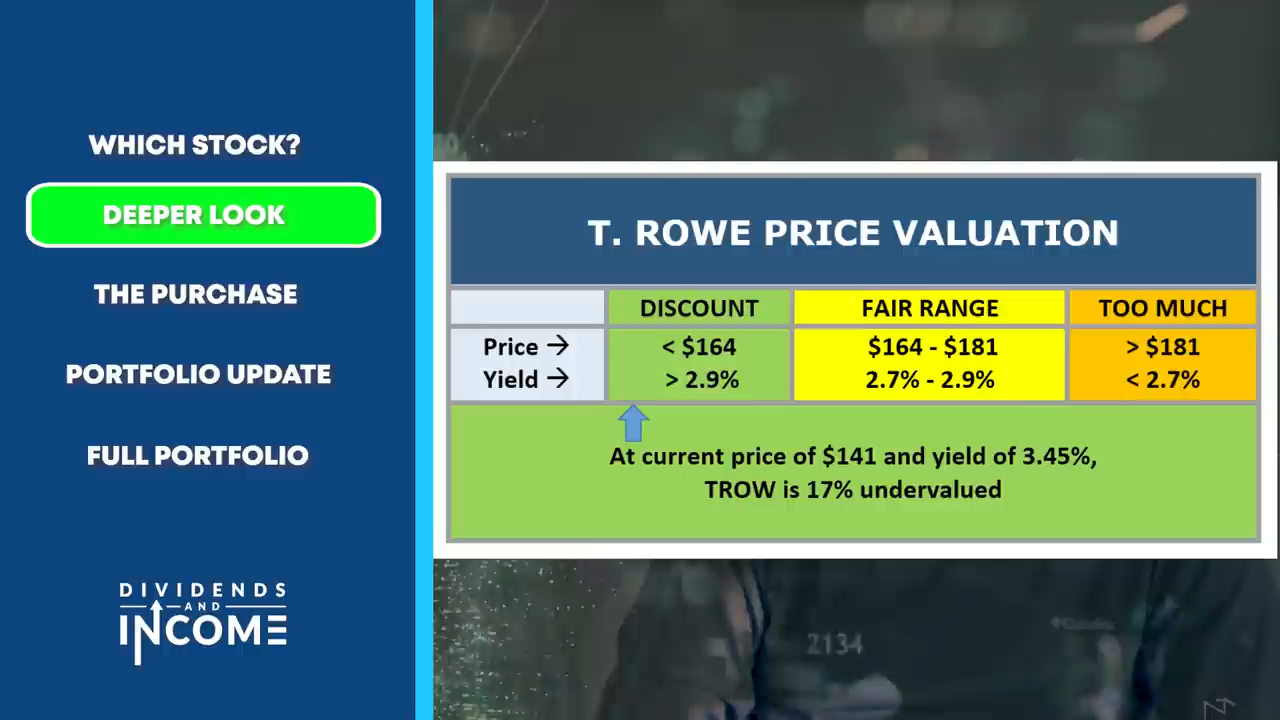 WHICH STOCK?
DEEPER LOOK
THE PURCHASE
PORTFOLIO UPDATE
FULL PORTFOLIO
DIVIDENDS
AND
INCOME
T. ROWE PRICE VALUATION
DISCOUNT FAIR RANGE TOO MUCH
Price → < $164 $164 - $181 > $181
Yield → > 2.9% 2.7% - 2.9% < 2.7%
At current price of $141 and yield of 3.45%,
TROW is 17% undervalued
2134